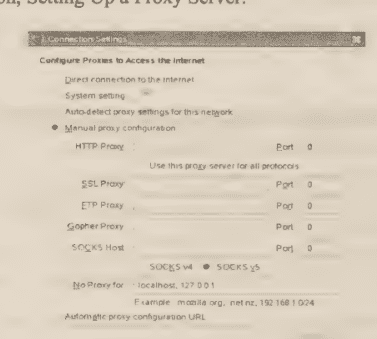 on, Setting Up a Proxy Server.
Connection Settings
Configure Proxies to Access the Internet
Direct connection to the Internet
System setting
Auto-detect proxy settings for this network
Manual proxy configuration
HTTP Proxy Port 0
Use this proxy server for all protocols
SSL Proxy Port 0
FTP Proxy Port 0
Gopher Proxy Port 0
SOCKS Host Port 0
SOCKS v4 SOCKS v5
No Proxy for localhost, 127.0.0.1
Example: mozilla.org, .net.nz, 192.168.1.0/24
Automatic proxy configuration URL